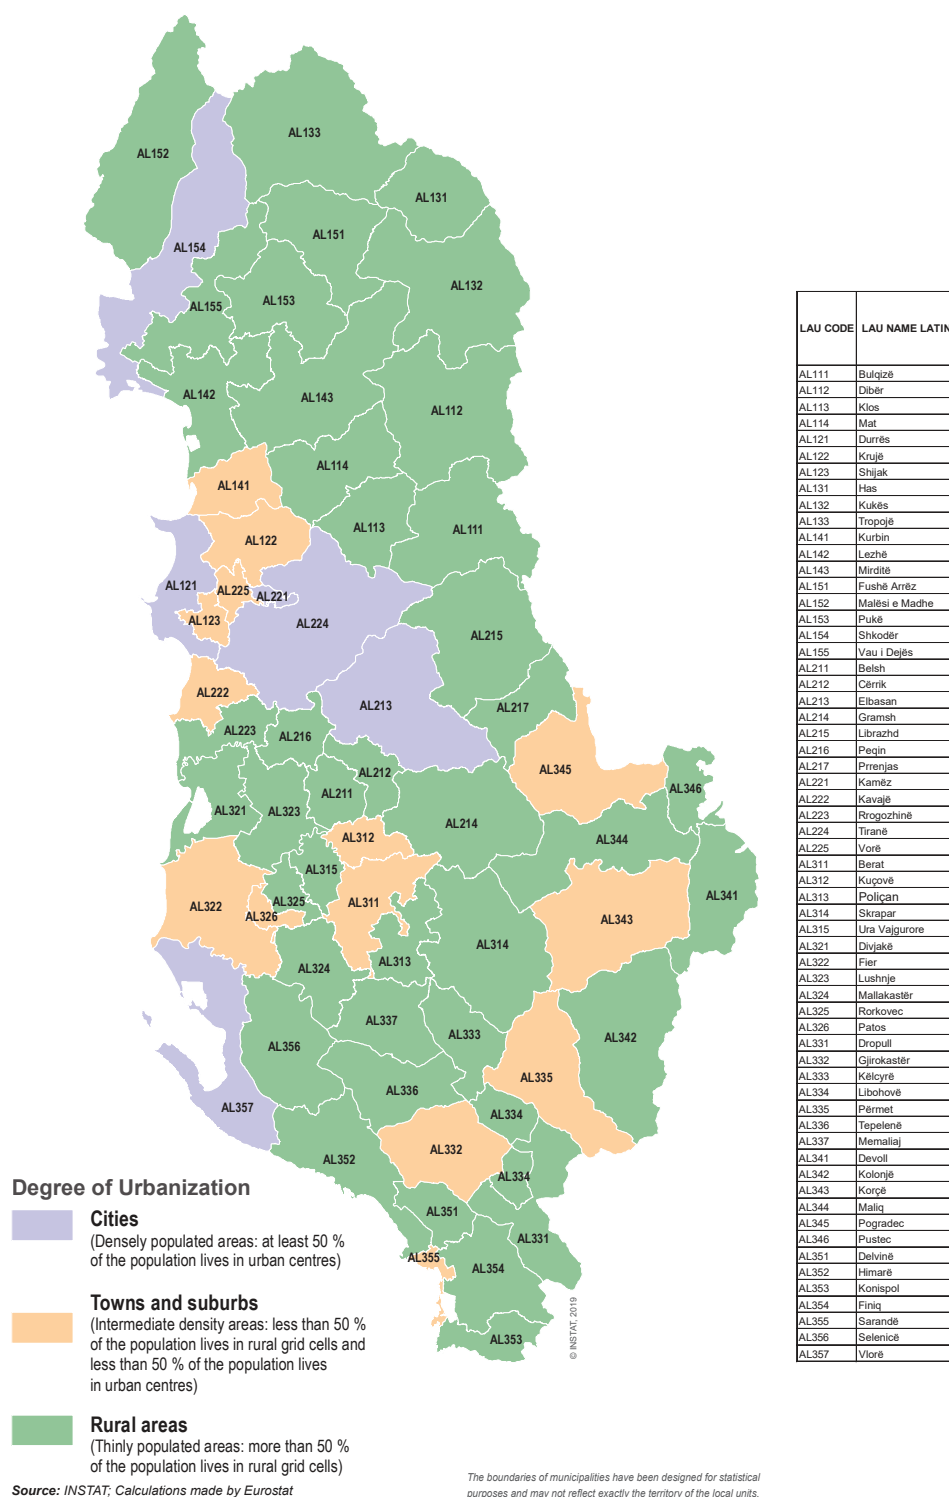 AL133
AL152
AL131
AL151
AL154
AL132
AL153
AL155
AL142
AL143
AL112
AL114
AL141
AL113
AL111
AL122
AL121
AL225
AL221
AL123
AL224
AL215
AL222
AL213
AL217
AL223
AL216
AL345
AL212
AL346
AL211
AL321
AL323
AL214
AL312
AL344
AL315
AL341
AL325
AL311
AL322
AL326
AL343
AL314
AL313
AL324
AL337
AL333
AL342
AL356
AL335
AL336
AL357
AL334
AL332
AL352
AL334
AL351
AL331
AL355
AL354
AL353
© INSTAT, 2019
Degree of Urbanization
Cities
(Densely populated areas: at least 50 %
of the population lives in urban centres)
Towns and suburbs
(Intermediate density areas: less than 50 %
of the population lives in rural grid cells and
less than 50 % of the population lives
in urban centres)
Rural areas
(Thinly populated areas: more than 50 %
of the population lives in rural grid cells)
Source: INSTAT; Calculations made by Eurostat
The boundaries of municipalities have been designed for statistical
purposes and may not reflect exactly the territory of the local units.
LAU CODE LAU NAME LATIN
AL111 Bulqizë
AL112 Dibër
AL113 Klos
AL114 Mat
AL121 Durrës
AL122 Krujë
AL123 Shijak
AL131 Has
AL132 Kukës
AL133 Tropojë
AL141 Kurbin
AL142 Lezhë
AL143 Mirditë
AL151 Fushë Arrëz
AL152 Malësi e Madhe
AL153 Pukë
AL154 Shkodër
AL155 Vau i Dejës
AL211 Belsh
AL212 Cërrik
AL213 Elbasan
AL214 Gramsh
AL215 Librazhd
AL216 Peqin
AL217 Prrenjas
AL221 Kamëz
AL222 Kavajë
AL223 Rrogozhinë
AL224 Tiranë
AL225 Vorë
AL311 Berat
AL312 Kuçovë
AL313 Poliçan
AL314 Skrapar
AL315 Ura Vajgurore
AL321 Divjakë
AL322 Fier
AL323 Lushnje
AL324 Mallakastër
AL325 Rorkovec
AL326 Patos
AL331 Dropull
AL332 Gjirokastër
AL333 Këlcyrë
AL334 Libohovë
AL335 Përmet
AL336 Tepelenë
AL337 Memaliaj
AL341 Devoll
AL342 Kolonjë
AL343 Korçë
AL344 Maliq
AL345 Pogradec
AL346 Pustec
AL351 Delvinë
AL352 Himarë
AL353 Konispol
AL354 Finiq
AL355 Sarandë
AL356 Selenicë
AL357 Vlorë